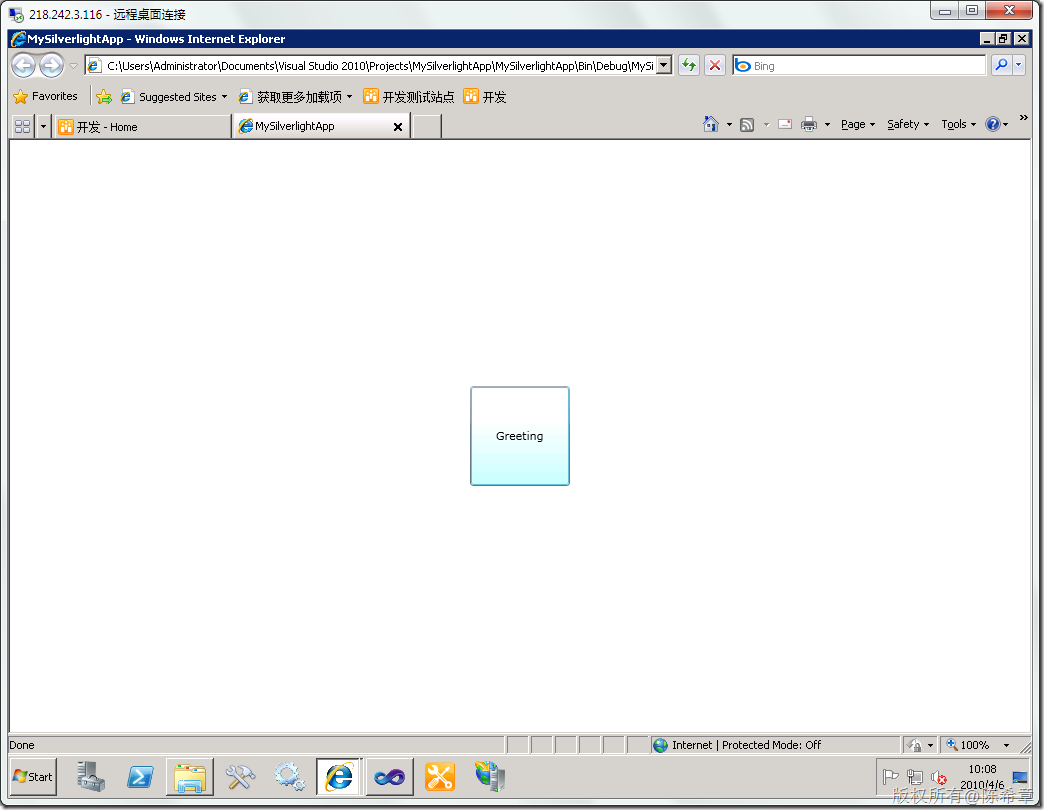 218.242.3.116 - 远程桌面连接
MySilverlightApp - Windows Internet Explorer
C:\Users\Administrator\Documents\Visual Studio 2010\Projects\MySilverlightApp\MySilverlightApp\Bin\Debug\MySi
Bing
Favorites Suggested Sites 获取更多加载项 开发测试站点 开发
开发 - Home MySilverlightApp Page Safety Tools
Greeting
Done Internet | Protected Mode: Off 100%
Start 10:08
2010/4/6
版权所有@陈希章